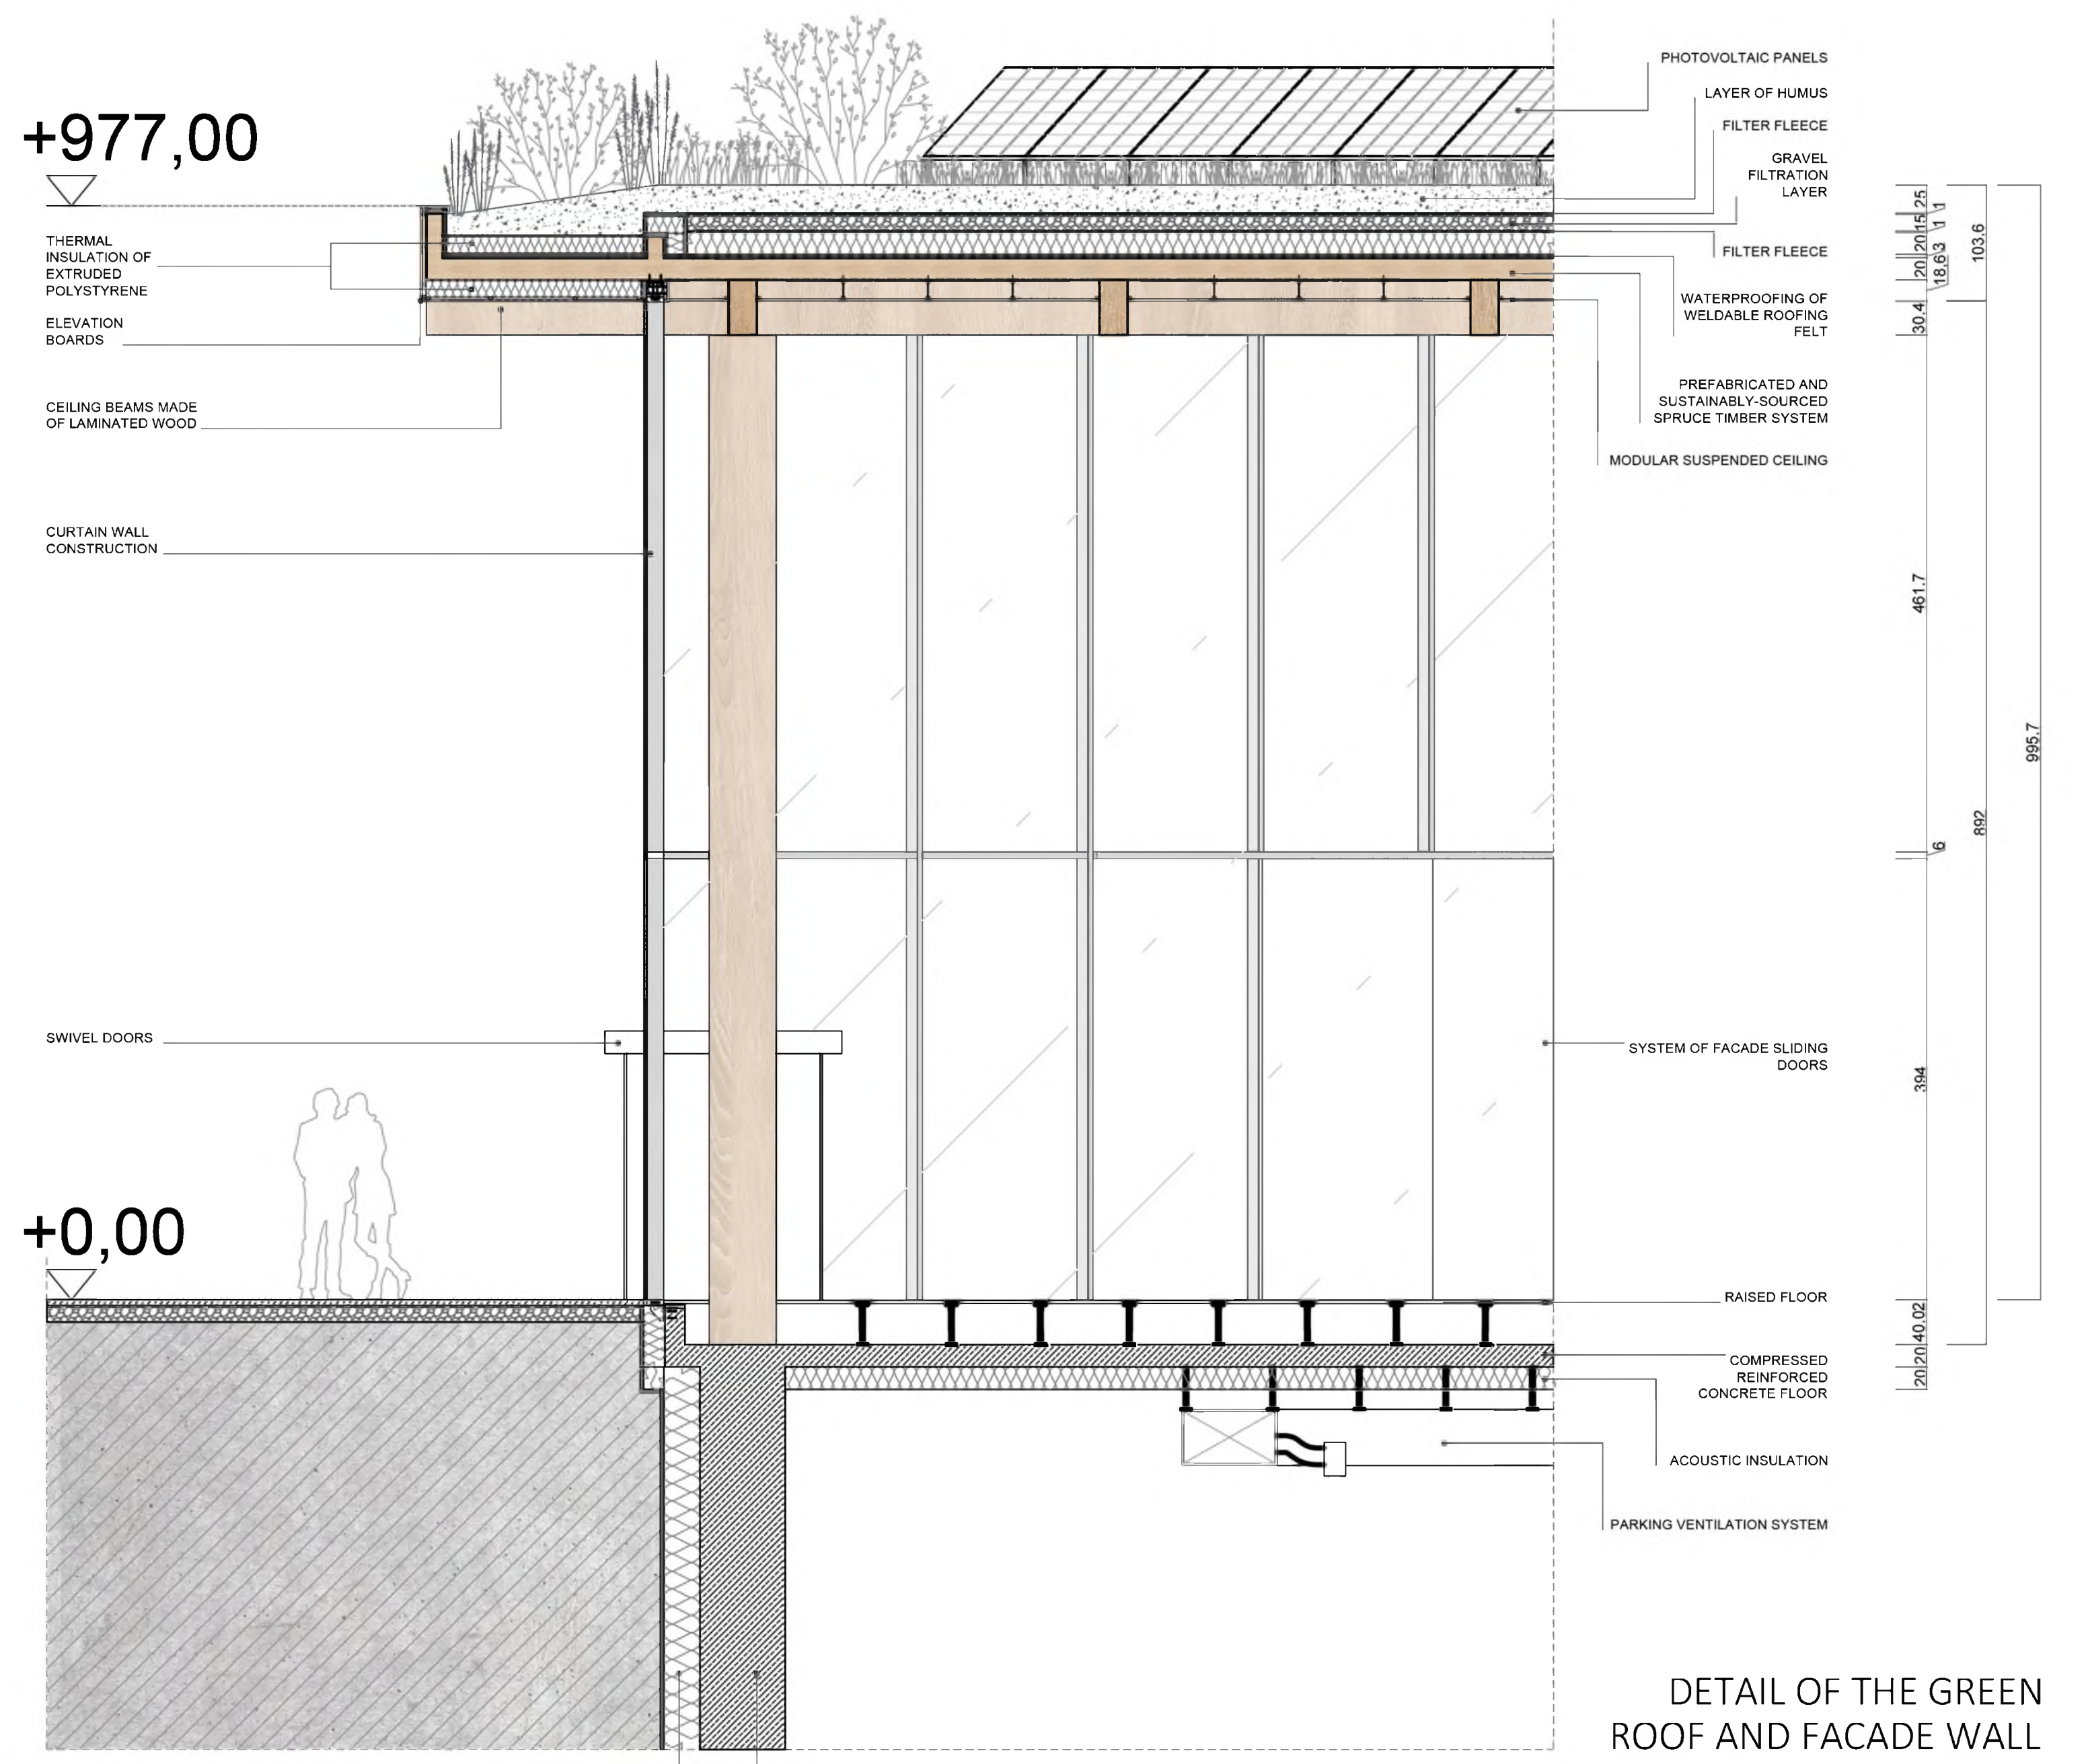 +977,00
THERMAL
INSULATION OF
EXTRUDED
POLYSTYRENE
ELEVATION
BOARDS
CEILING BEAMS MADE
OF LAMINATED WOOD
CURTAIN WALL
CONSTRUCTION
SWIVEL DOORS
+0,00
PHOTOVOLTAIC PANELS
LAYER OF HUMUS
FILTER FLEECE
GRAVEL
FILTRATION
LAYER
FILTER FLEECE
WATERPROOFING OF
WELDABLE ROOFING
FELT
PREFABRICATED AND
SUSTAINABLY-SOURCED
SPRUCE TIMBER SYSTEM
MODULAR SUSPENDED CEILING
SYSTEM OF FACADE SLIDING
DOORS
RAISED FLOOR
COMPRESSED
REINFORCED
CONCRETE FLOOR
ACOUSTIC INSULATION
PARKING VENTILATION SYSTEM
25
1
15
1
20
3
20
18,6
30,4
461.7
6
394
40,02
20
20
103.6
892
995.7
DETAIL OF THE GREEN
ROOF AND FACADE WALL